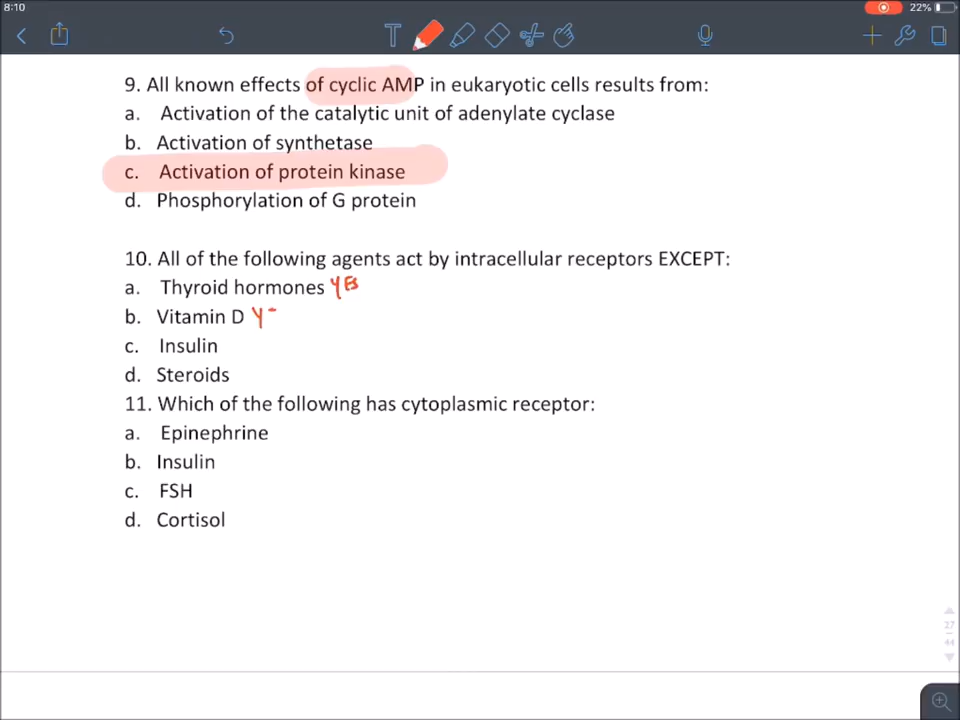 8:10
22%
9. All known effects of cyclic AMP in eukaryotic cells results from:
a. Activation of the catalytic unit of adenylate cyclase
b. Activation of synthetase
c. Activation of protein kinase
d. Phosphorylation of G protein
10. All of the following agents act by intracellular receptors EXCEPT:
a. Thyroid hormones YES
b. Vitamin D Y
c. Insulin
d. Steroids
11. Which of the following has cytoplasmic receptor:
a. Epinephrine
b. Insulin
c. FSH
d. Cortisol
27
44